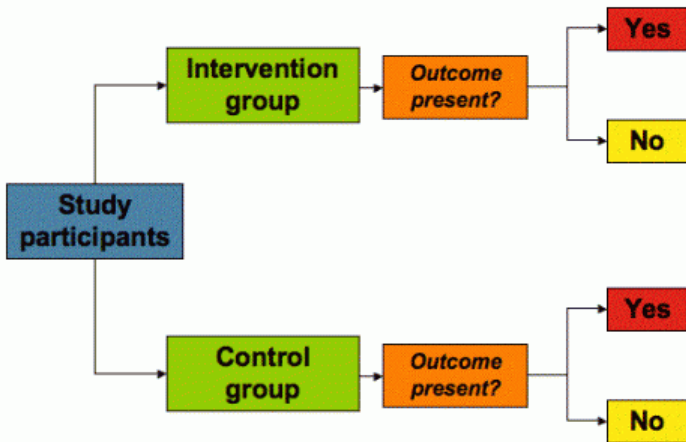 Yes
Intervention
group
Outcome
present?
No
Study
participants
Yes
Control
group
Outcome
present?
No